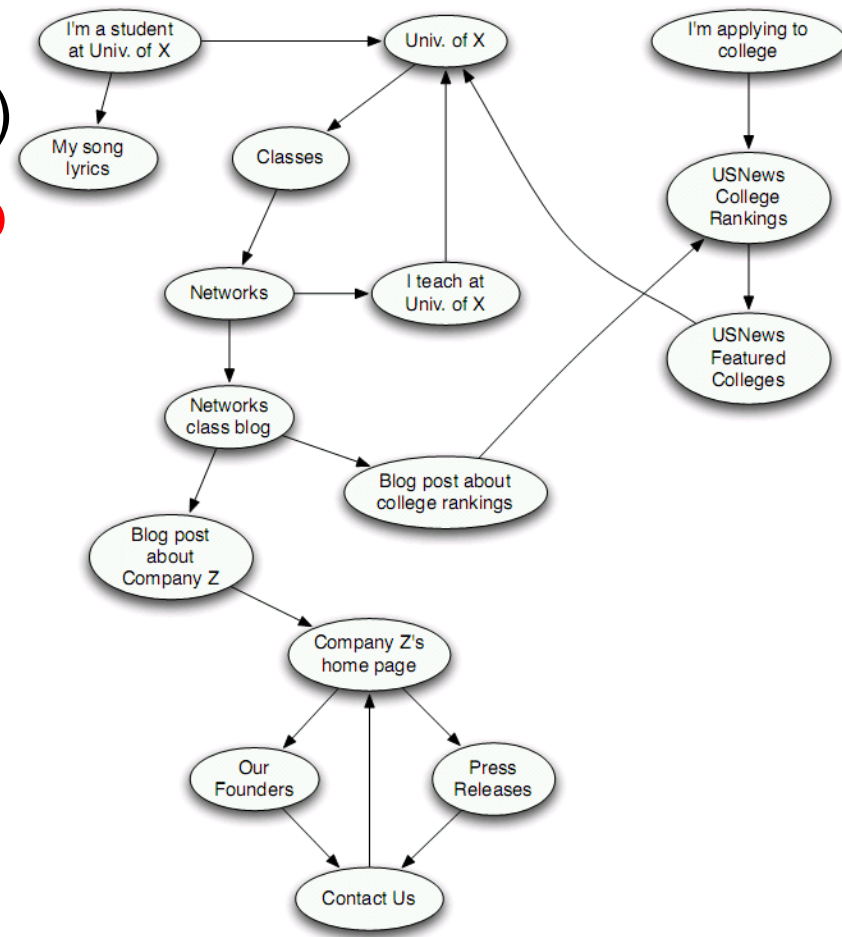 I'm a student
at Univ. of X
Univ. of X
I'm applying to
college
)
My song
lyrics
Classes
USNews
College
Rankings
Networks
I teach at
Univ. of X
USNews
Featured
Colleges
Networks
class blog
Blog post about
college rankings
Blog post
about
Company Z
Company Z's
home page
Our
Founders
Press
Releases
Contact Us